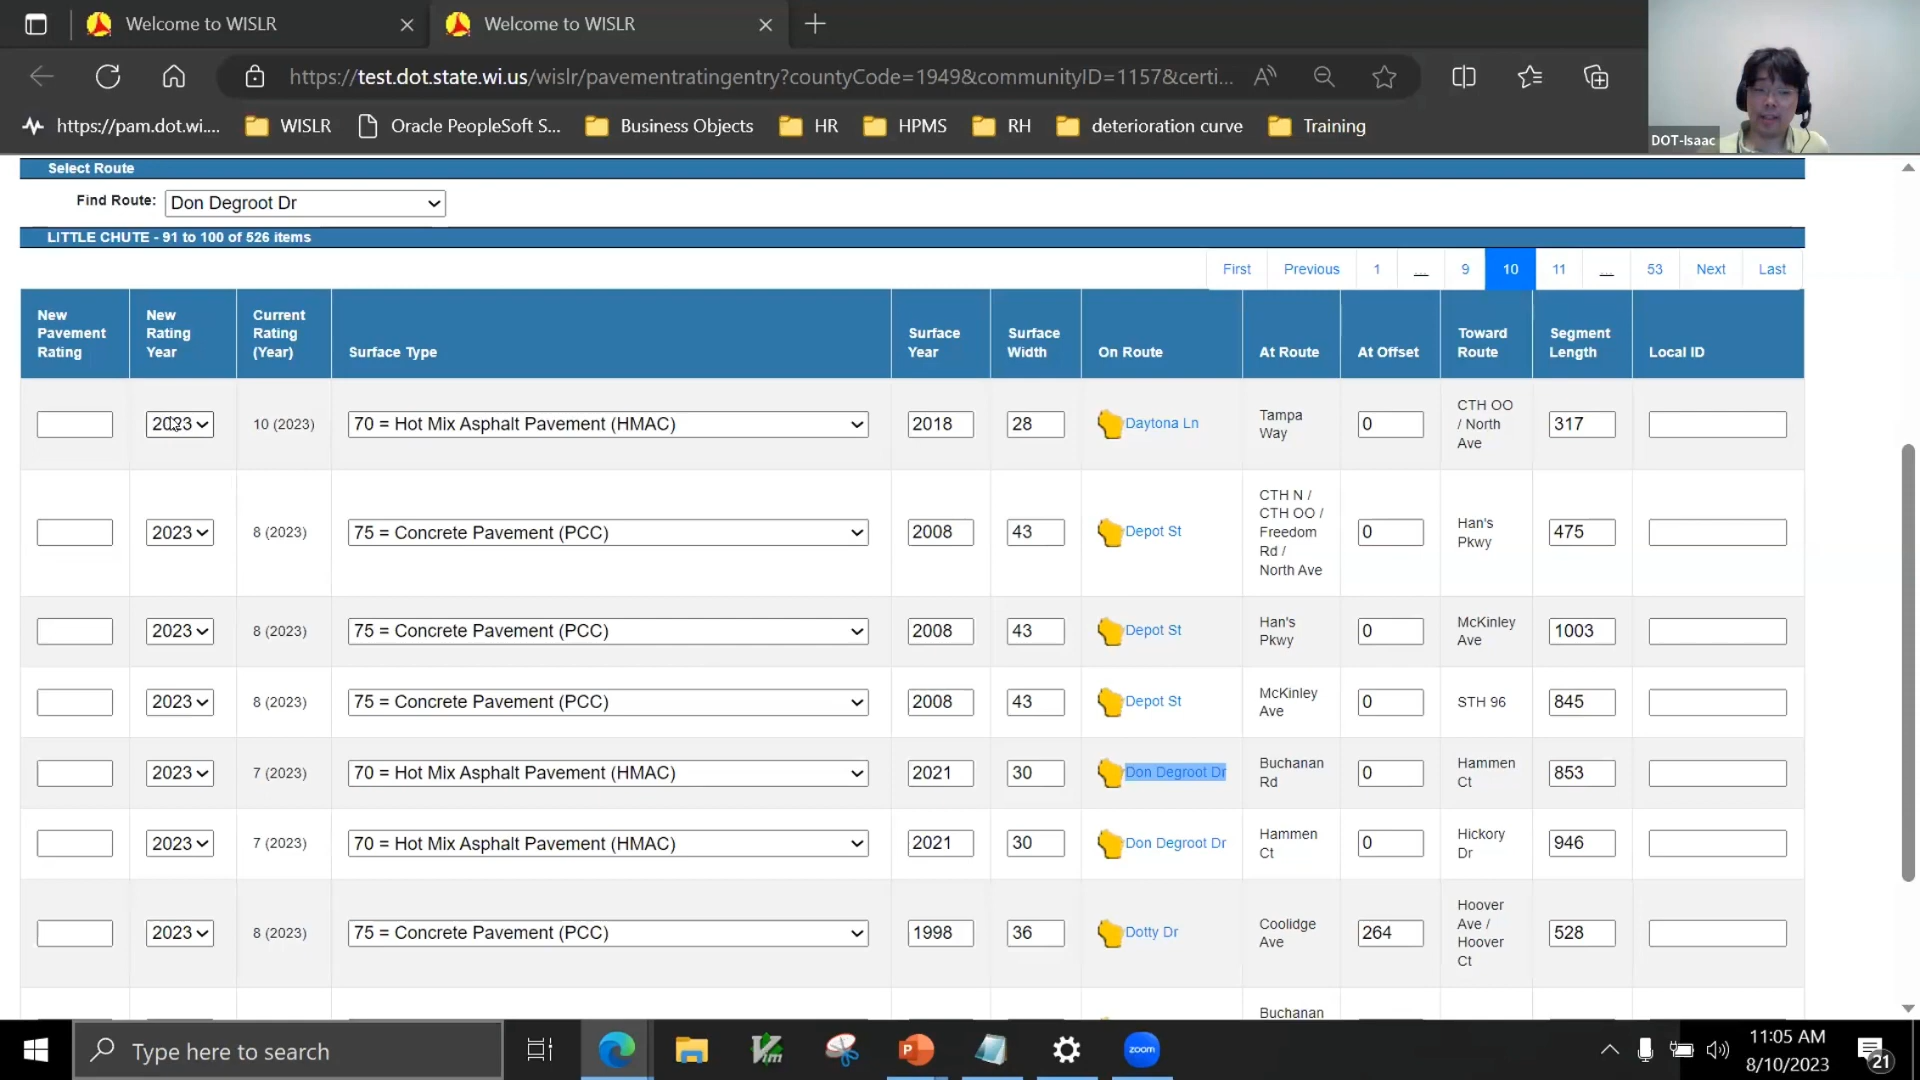 Welcome to WISLR
Welcome to WISLR
https://test.dot.state.wi.us/wislr/pavementratingentry?countyCode=1949&communityID=1157&certi...
https://pam.dot.wi....
WISLR
Oracle PeopleSoft S...
Business Objects
HR
HPMS
RH
deterioration curve
Training
DOT-Isaac
Select Route
Find Route: Don Degroot Dr
LITTLE CHUTE - 91 to 100 of 526 items
First Previous 1 ... 9 10 11 ... 53 Next Last
New Pavement Rating
New Rating Year
Current Rating (Year)
Surface Type
Surface Year
Surface Width
On Route
At Route
At Offset
Toward Route
Segment Length
Local ID
2023 10 (2023) 70 = Hot Mix Asphalt Pavement (HMAC) 2018 28 Daytona Ln Tampa Way 0 CTH OO / North Ave 317
2023 8 (2023) 75 = Concrete Pavement (PCC) 2008 43 Depot St CTH N / CTH OO / Freedom Rd / North Ave 0 Han's Pkwy 475
2023 8 (2023) 75 = Concrete Pavement (PCC) 2008 43 Depot St Han's Pkwy 0 McKinley Ave 1003
2023 8 (2023) 75 = Concrete Pavement (PCC) 2008 43 Depot St McKinley Ave 0 STH 96 845
2023 7 (2023) 70 = Hot Mix Asphalt Pavement (HMAC) 2021 30 Don Degroot Dr Buchanan Rd 0 Hammen Ct 853
2023 7 (2023) 70 = Hot Mix Asphalt Pavement (HMAC) 2021 30 Don Degroot Dr Hammen Ct 0 Hickory Dr 946
2023 8 (2023) 75 = Concrete Pavement (PCC) 1998 36 Dotty Dr Coolidge Ave 264 Hoover Ave / Hoover Ct 528
Buchanan
Type here to search
Vim
P
zoom
11:05 AM
8/10/2023
21